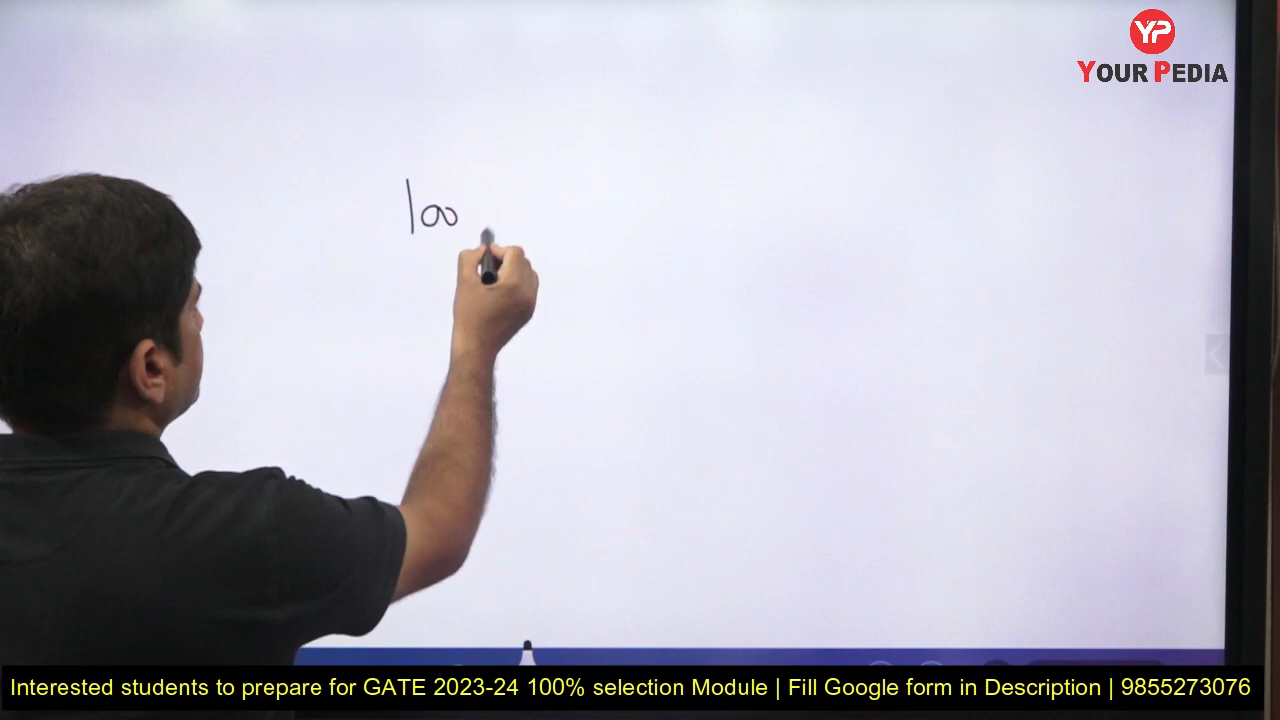 YP
YOUR PEDIA
100
Interested students to prepare for GATE 2023-24 100% selection Module | Fill Google form in Description | 9855273076